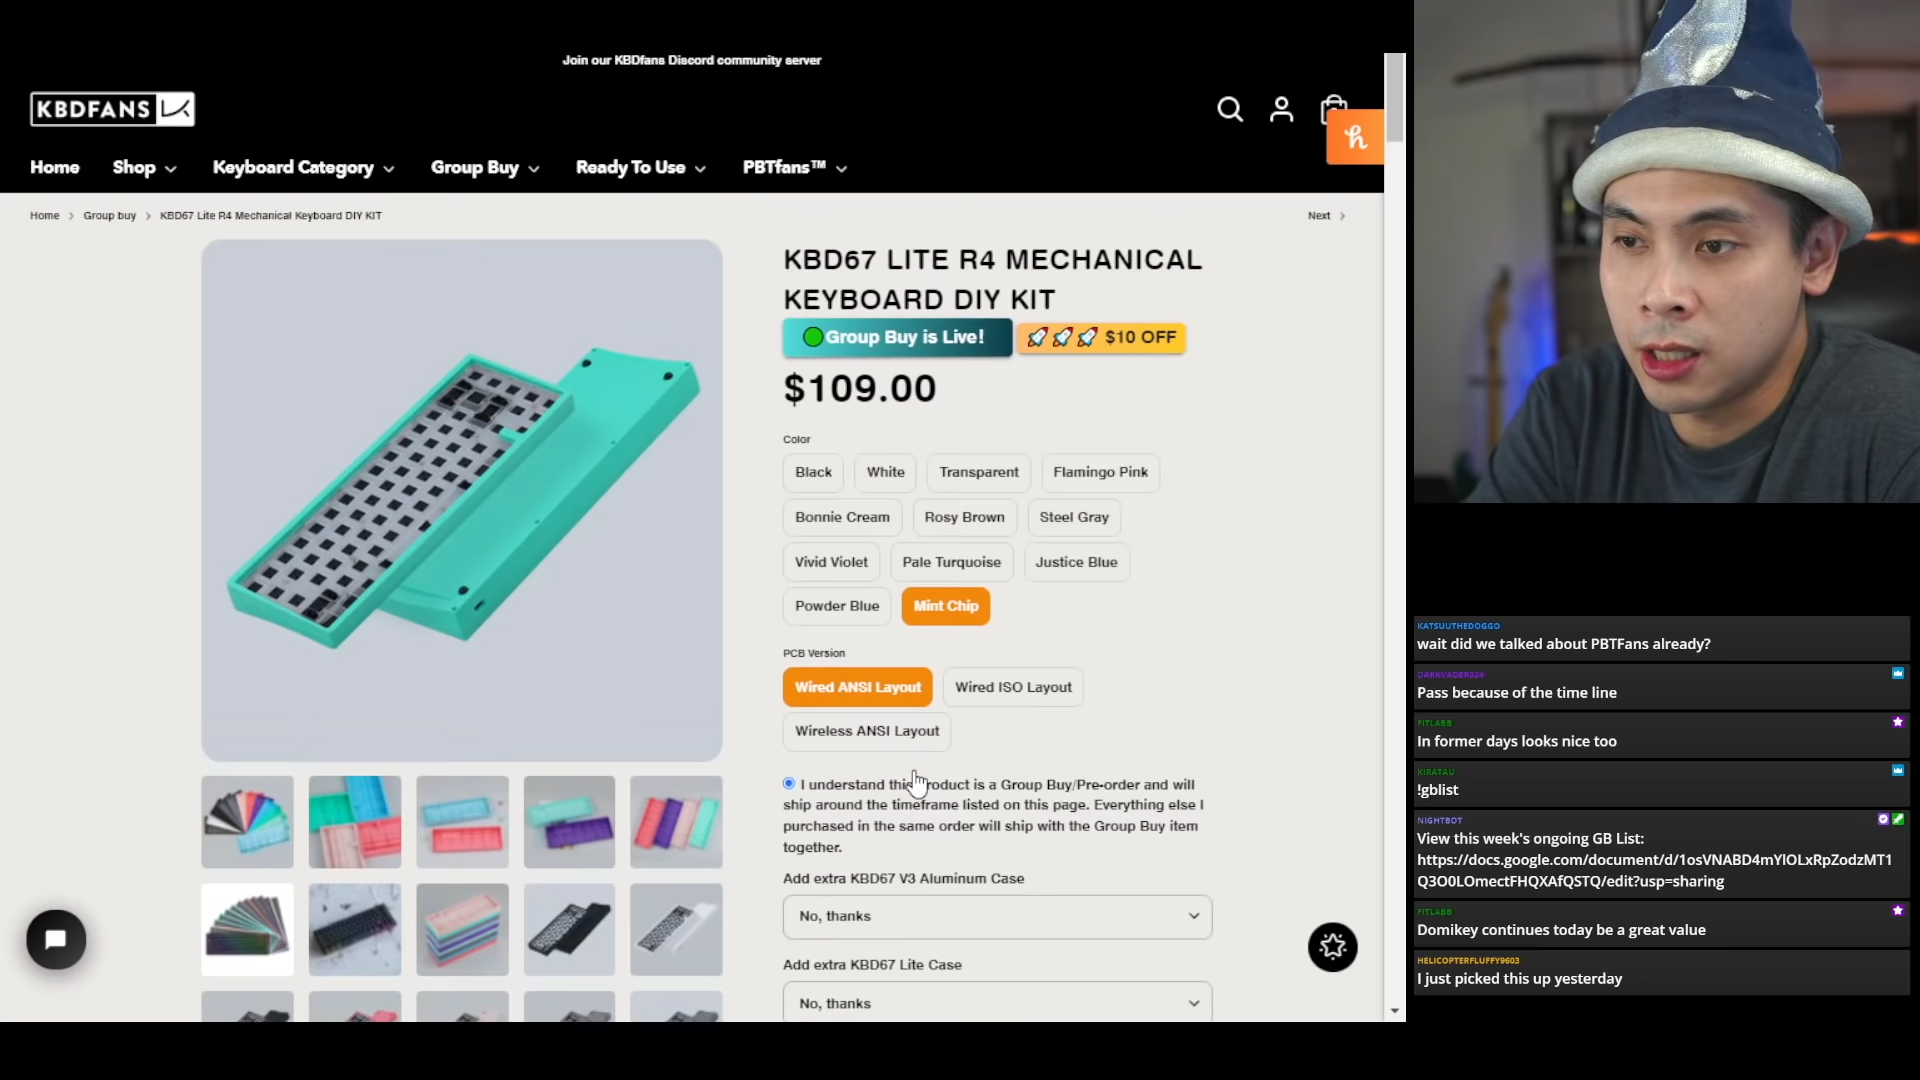 Join our KBDfans Discord community server
KBDFANS
Home
Shop
Keyboard Category
Group Buy
Ready To Use
PBTfans™
Home > Group buy > KBD67 Lite R4 Mechanical Keyboard DIY KIT
Next >
KBD67 LITE R4 MECHANICAL
KEYBOARD DIY KIT
Group Buy is Live!
🚀🚀🚀 $10 OFF
$109.00
Color
Black
White
Transparent
Flamingo Pink
Bonnie Cream
Rosy Brown
Steel Gray
Vivid Violet
Pale Turquoise
Justice Blue
Powder Blue
Mint Chip
PCB Version
Wired ANSI Layout
Wired ISO Layout
Wireless ANSI Layout
I understand this product is a Group Buy/Pre-order and will
ship around the timeframe listed on this page. Everything else I
purchased in the same order will ship with the Group Buy item
together.
Add extra KBD67 V3 Aluminum Case
No, thanks
Add extra KBD67 Lite Case
No, thanks
KATSUUTHEDOGGO
wait did we talked about PBTFans already?
DARKVADER024
Pass because of the time line
FITLABB
In former days looks nice too
KIRATAU
!gblist
NIGHTBOT
View this week's ongoing GB List:
https://docs.google.com/document/d/1osVNABD4mYlOLxRpZodzMT1
Q3O0LOmectFHQXAfQSTQ/edit?usp=sharing
FITLABB
Domikey continues today be a great value
HELICOPTERFLUFFY9603
I just picked this up yesterday